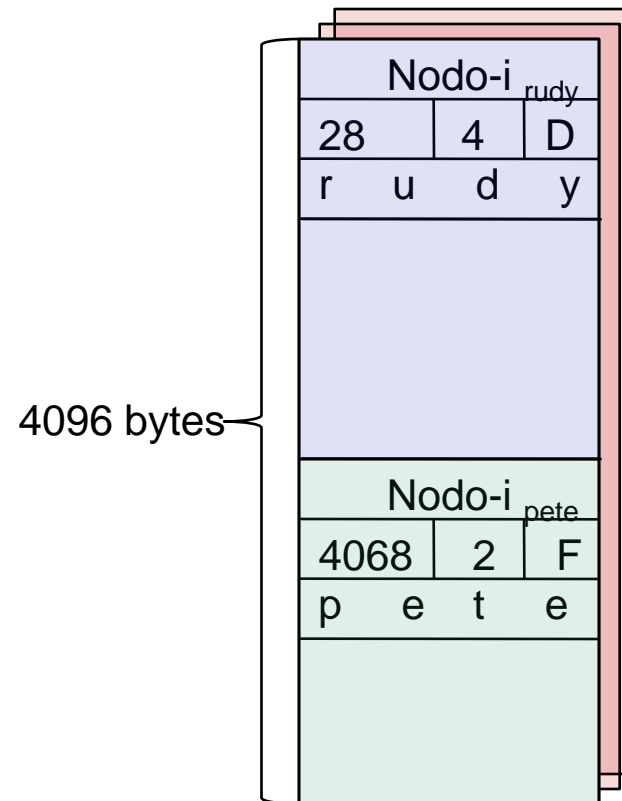 Nodo-i rudy
28 4 D
r u d y
4096 bytes
Nodo-i pete
4068 2 F
p e t e